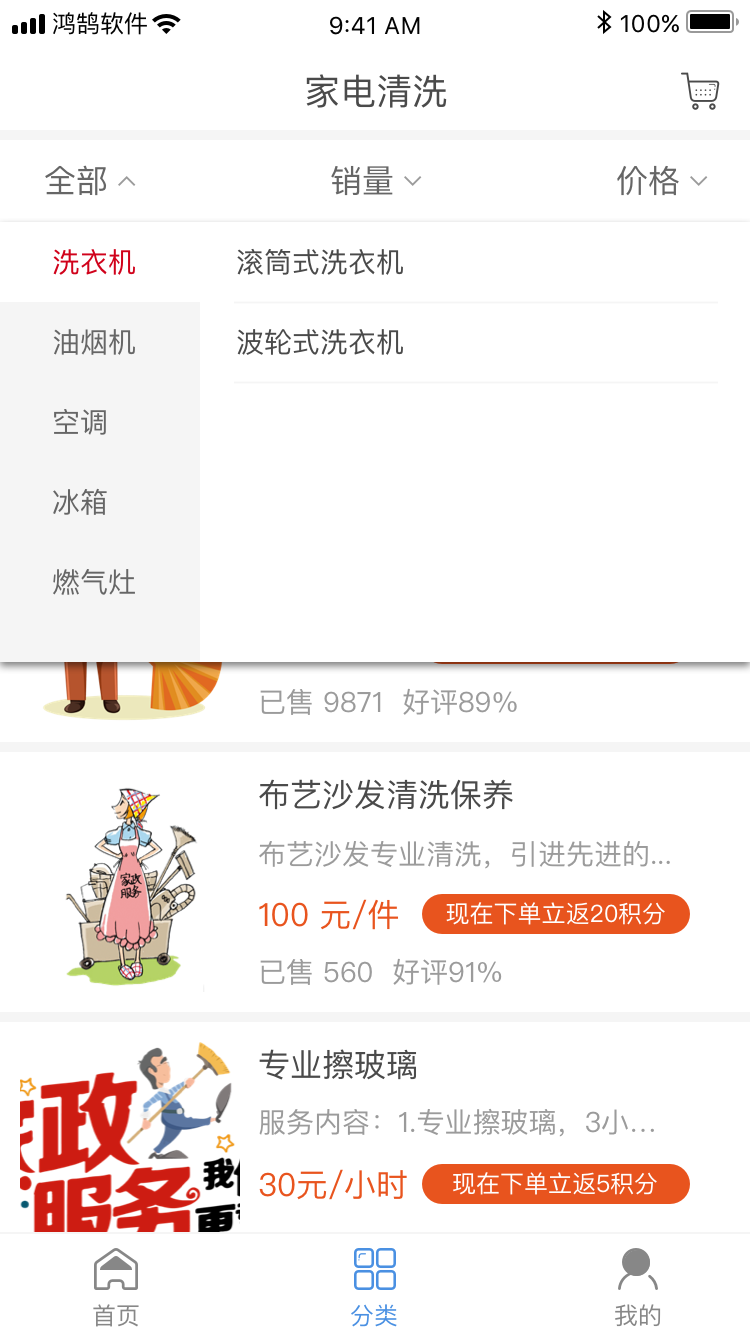 鸿鹄软件 9:41 AM 100%
家电清洗
全部 销量 价格
洗衣机 滚筒式洗衣机
油烟机 波轮式洗衣机
空调
冰箱
燃气灶
已售 9871 好评89%
布艺沙发清洗保养
布艺沙发专业清洗，引进先进的...
100 元/件 现在下单立返20积分
已售 560 好评91%
家政
服务
专业擦玻璃
服务内容：1.专业擦玻璃，3小...
30元/小时 现在下单立返5积分
家政
服务
我们
首页 分类 我的